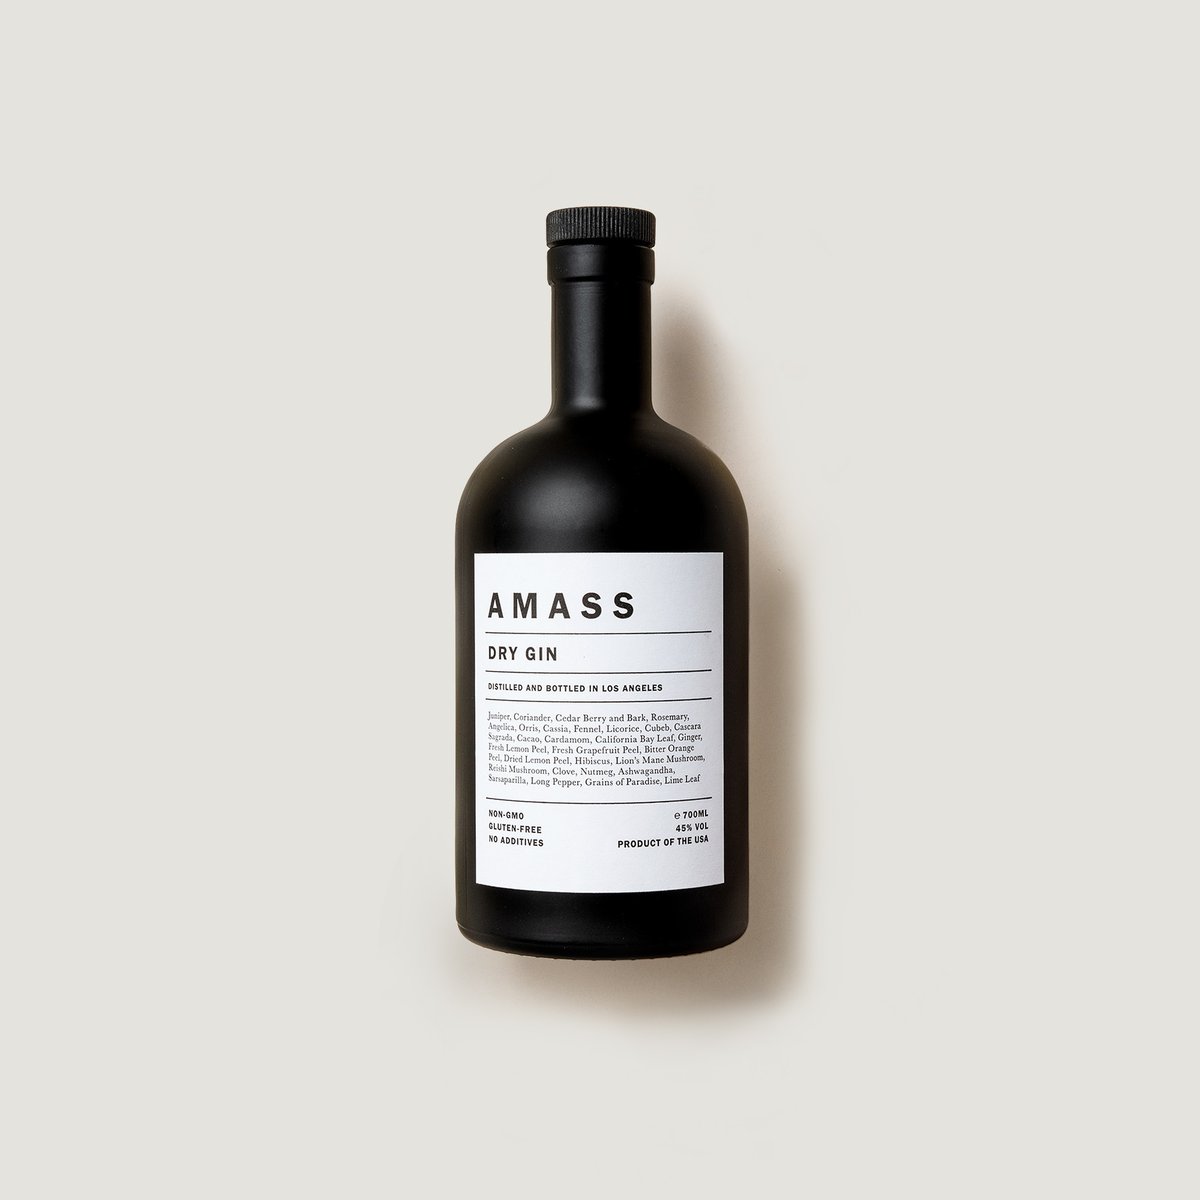 AMASS
DRY GIN
DISTILLED AND BOTTLED IN LOS ANGELES
Juniper, Coriander, Cedar Berry and Bark, Rosemary,
Angelica, Orris, Cassia, Fennel, Licorice, Cubeb, Cascara
Sagrada, Cacao, Cardamom, California Bay Leaf, Ginger,
Fresh Lemon Peel, Fresh Grapefruit Peel, Bitter Orange
Peel, Dried Lemon Peel, Hibiscus, Lion's Mane Mushroom,
Reishi Mushroom, Clove, Nutmeg, Ashwagandha,
Sarsaparilla, Long Pepper, Grains of Paradise, Lime Leaf
NON-GMO
GLUTEN-FREE
NO ADDITIVES
℮ 700ML
45% VOL
PRODUCT OF THE USA